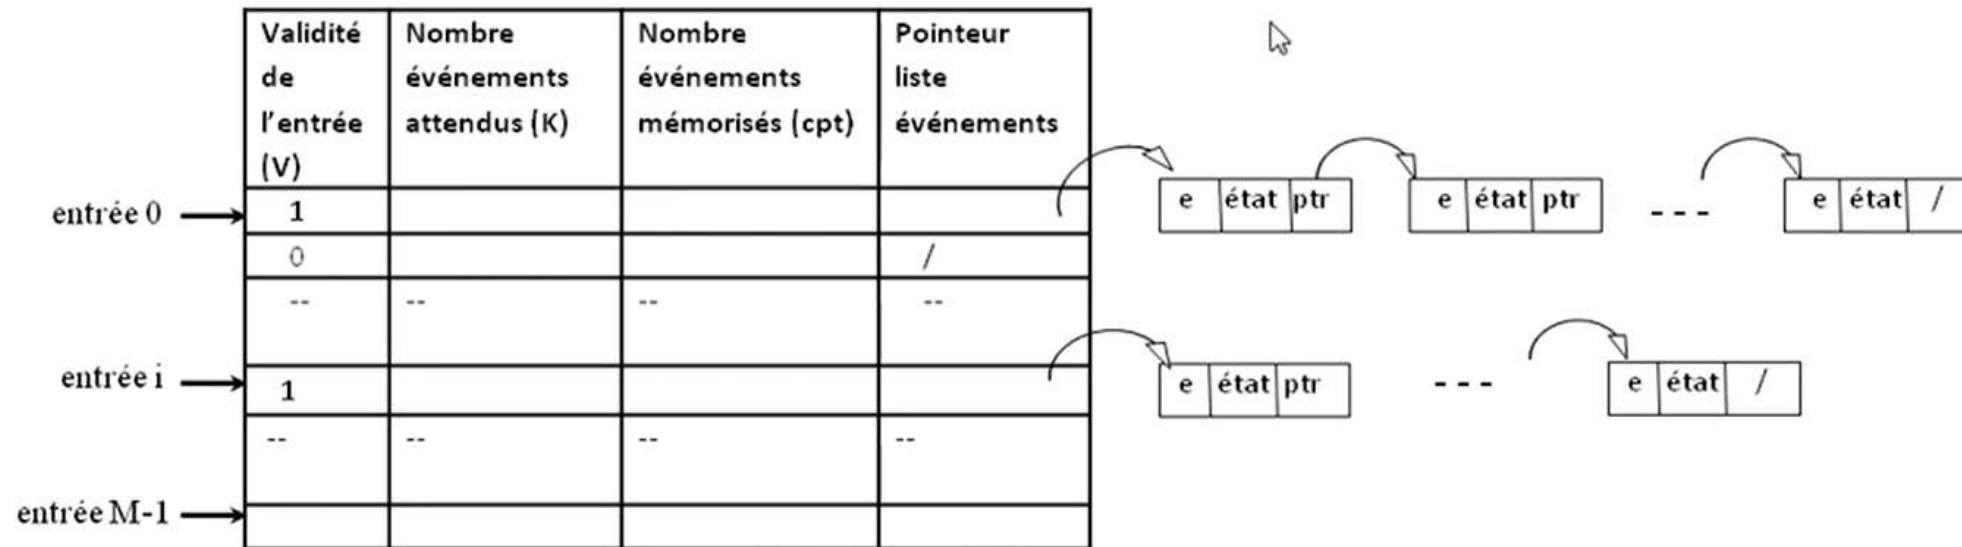 Validité de l'entrée (V)
Nombre événements attendus (K)
Nombre événements mémorisés (cpt)
Pointeur liste événements
entrée 0
1
e état ptr
e état ptr
---
e état /
0
/
--
--
--
--
entrée i
1
e état ptr
---
e état /
--
--
--
--
entrée M-1